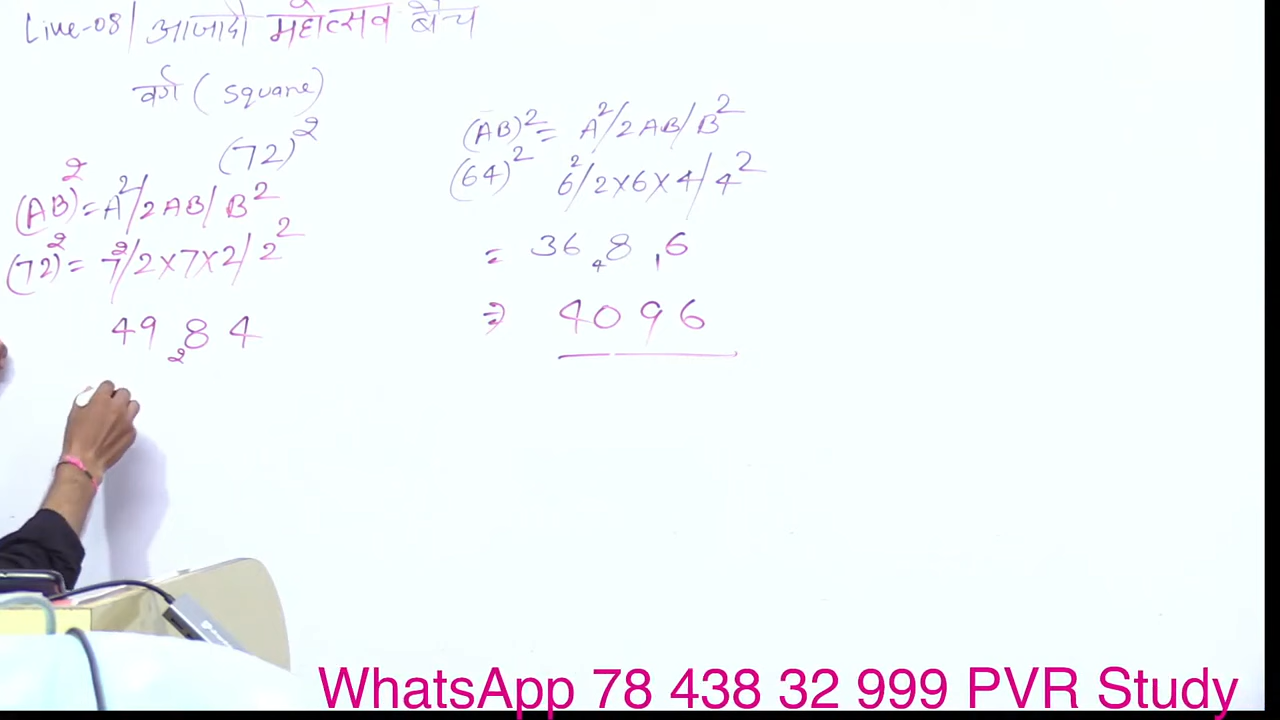 Live-08/ आजादी महोत्सव बैच
वर्ग ( square)
(72)²
(AB)² = A²/2AB/B²
(72)² = 7²/2×7×2/2²
49 ₂8 4
(AB)² = A²/2AB/B²
(64)² 6²/2×6×4/4²
= 36 ₄8 ₁6
⇒ 4096
WhatsApp 78 438 32 999 PVR Study